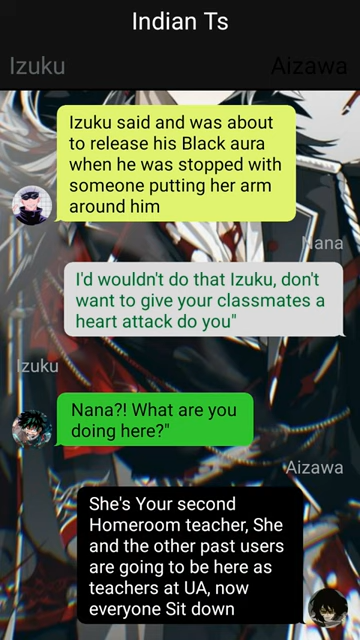 Indian Ts
Izuku
Aizawa
Izuku said and was about
to release his Black aura
when he was stopped with
someone putting her arm
around him
Nana
I'd wouldn't do that Izuku, don't
want to give your classmates a
heart attack do you"
Izuku
Nana?! What are you
doing here?"
Aizawa
She's Your second
Homeroom teacher, She
and the other past users
are going to be here as
teachers at UA, now
everyone Sit down